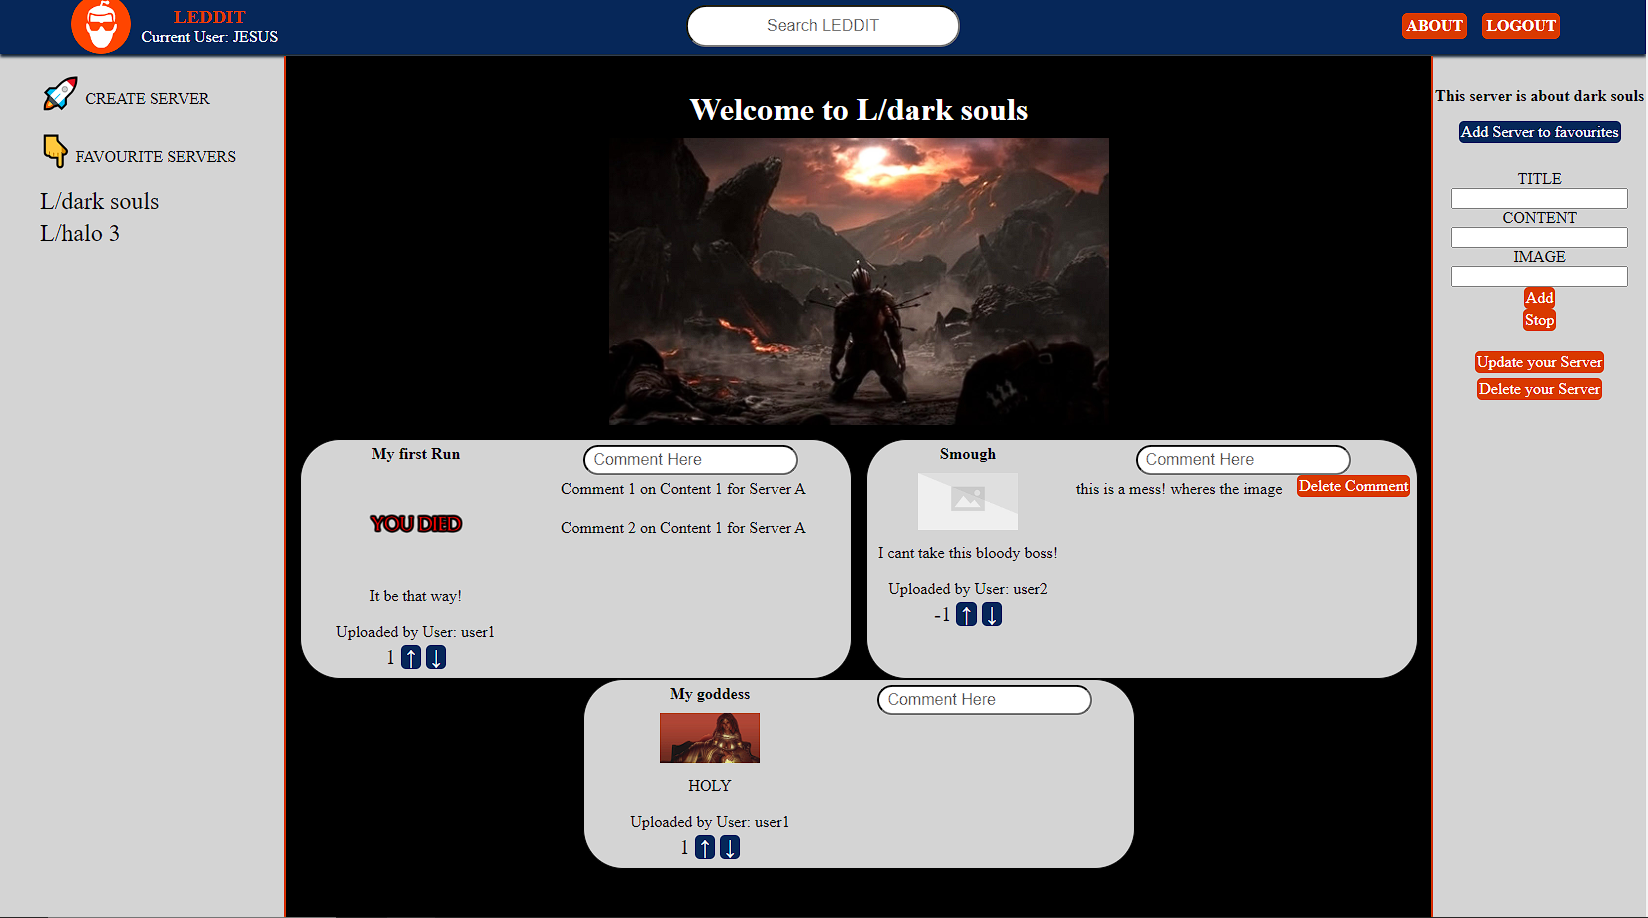 LEDDIT
Current User: JESUS
Search LEDDIT
ABOUT
LOGOUT
CREATE SERVER
FAVOURITE SERVERS
L/dark souls
L/halo 3
Welcome to L/dark souls
My first Run
YOU DIED
It be that way!
Uploaded by User: user1
1 ↑ ↓
Comment Here
Comment 1 on Content 1 for Server A
Comment 2 on Content 1 for Server A
Smough
I cant take this bloody boss!
Uploaded by User: user2
-1 ↑ ↓
Comment Here
this is a mess! wheres the image
Delete Comment
My goddess
HOLY
Uploaded by User: user1
1 ↑ ↓
Comment Here
This server is about dark souls
Add Server to favourites
TITLE
CONTENT
IMAGE
Add
Stop
Update your Server
Delete your Server